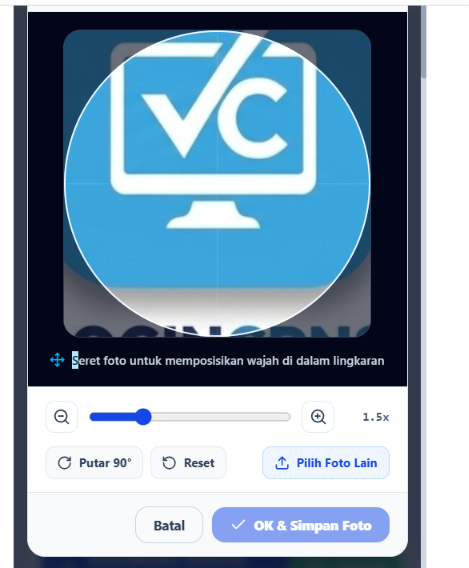 VC
Seret foto untuk memposisikan wajah di dalam lingkaran
1.5x
Putar 90°
Reset
Pilih Foto Lain
Batal
OK & Simpan Foto